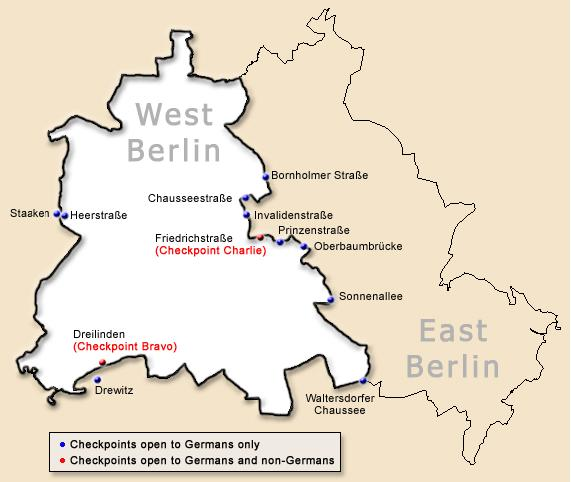 West
Berlin
Bornholmer Straße
Chausseestraße
Staaken
Heerstraße
Invalidenstraße
Prinzenstraße
Friedrichstraße
(Checkpoint Charlie)
Oberbaumbrücke
Sonnenallee
East
Berlin
Dreilinden
(Checkpoint Bravo)
Drewitz
Waltersdorfer
Chaussee
Checkpoints open to Germans only
Checkpoints open to Germans and non-Germans